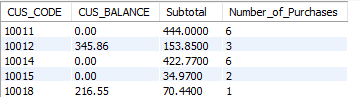 CUS_CODE CUS_BALANCE Subtotal Number_of_Purchases
10011 0.00 444.0000 6
10012 345.86 153.8500 3
10014 0.00 422.7700 6
10015 0.00 34.9700 2
10018 216.55 70.4400 1